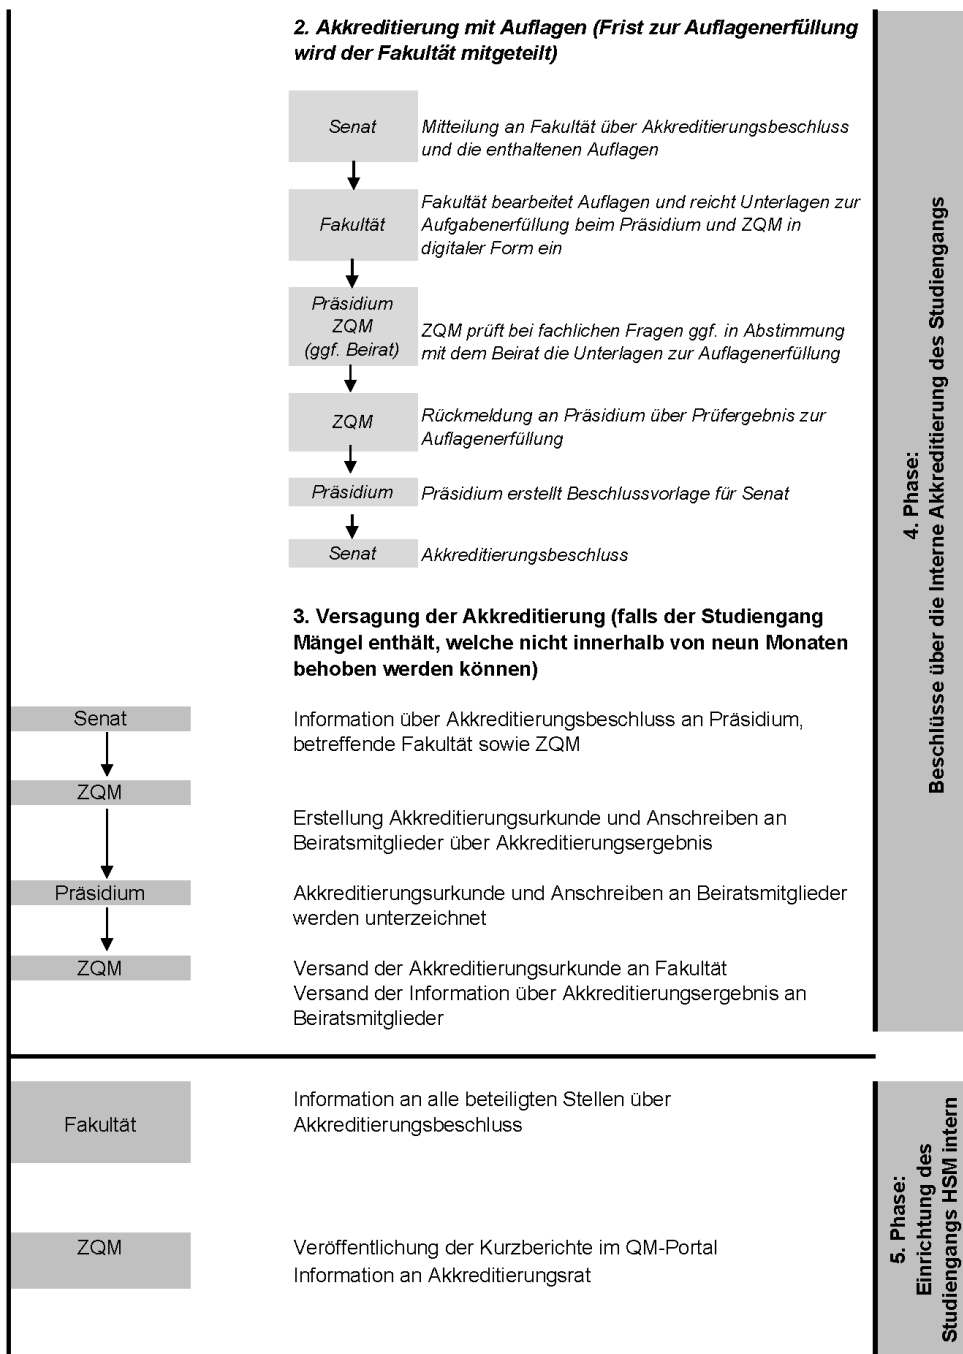 2. Akkreditierung mit Auflagen (Frist zur Auflagenerfüllung
wird der Fakultät mitgeteilt)
Senat
Mitteilung an Fakultät über Akkreditierungsbeschluss
und die enthaltenen Auflagen
Fakultät
Fakultät bearbeitet Auflagen und reicht Unterlagen zur
Aufgabenerfüllung beim Präsidium und ZQM in
digitaler Form ein
Präsidium
ZQM
(ggf. Beirat)
ZQM prüft bei fachlichen Fragen ggf. in Abstimmung
mit dem Beirat die Unterlagen zur Auflagenerfüllung
ZQM
Rückmeldung an Präsidium über Prüfergebnis zur
Auflagenerfüllung
Präsidium
Präsidium erstellt Beschlussvorlage für Senat
Senat
Akkreditierungsbeschluss
3. Versagung der Akkreditierung (falls der Studiengang
Mängel enthält, welche nicht innerhalb von neun Monaten
behoben werden können)
Senat
Information über Akkreditierungsbeschluss an Präsidium,
betreffende Fakultät sowie ZQM
ZQM
Erstellung Akkreditierungsurkunde und Anschreiben an
Beiratsmitglieder über Akkreditierungsergebnis
Präsidium
Akkreditierungsurkunde und Anschreiben an Beiratsmitglieder
werden unterzeichnet
ZQM
Versand der Akkreditierungsurkunde an Fakultät
Versand der Information über Akkreditierungsergebnis an
Beiratsmitglieder
4. Phase:
Beschlüsse über die Interne Akkreditierung des Studiengangs
Fakultät
Information an alle beteiligten Stellen über
Akkreditierungsbeschluss
ZQM
Veröffentlichung der Kurzberichte im QM-Portal
Information an Akkreditierungsrat
5. Phase:
Einrichtung des
Studiengangs HSM intern